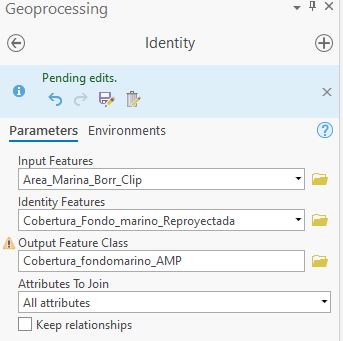 Geoprocessing
Identity
Pending edits.
Parameters Environments
Input Features
Area_Marina_Borr_Clip
Identity Features
Cobertura_Fondo_marino_Reproyectada
Output Feature Class
Cobertura_fondomarino_AMP
Attributes To Join
All attributes
Keep relationships